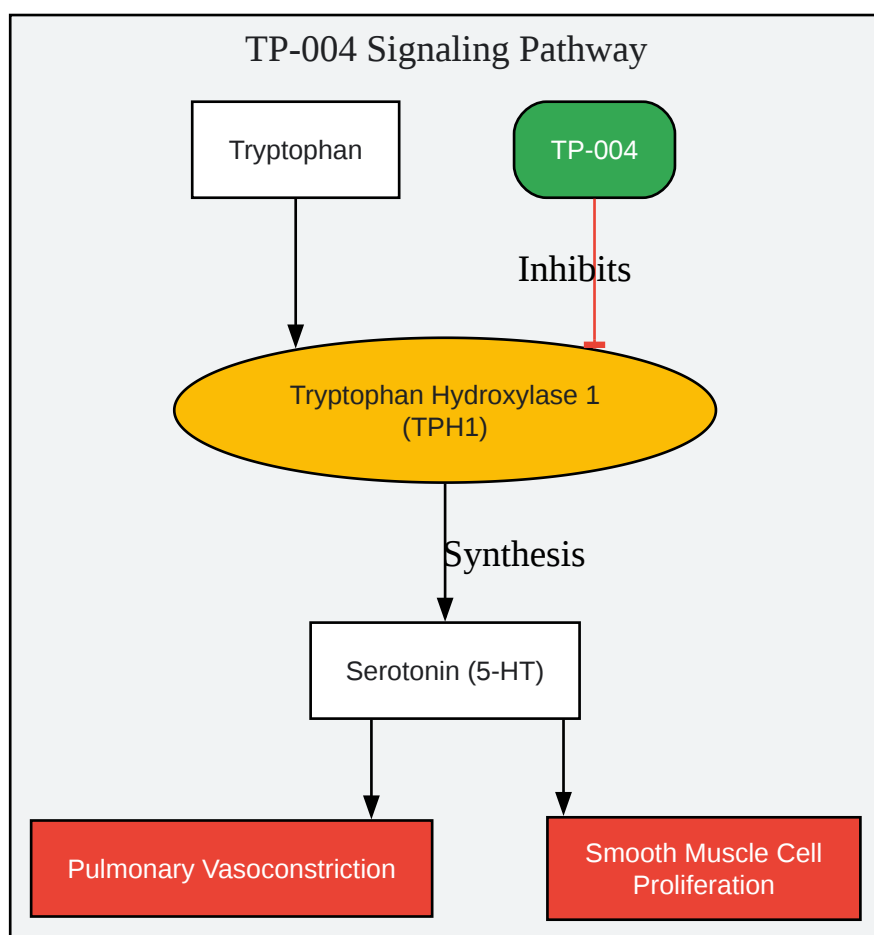 TP-004 Signaling Pathway
Tryptophan
TP-004
Inhibits
Tryptophan Hydroxylase 1
(TPH1)
Synthesis
Serotonin (5-HT)
Pulmonary Vasoconstriction
Smooth Muscle Cell
Proliferation